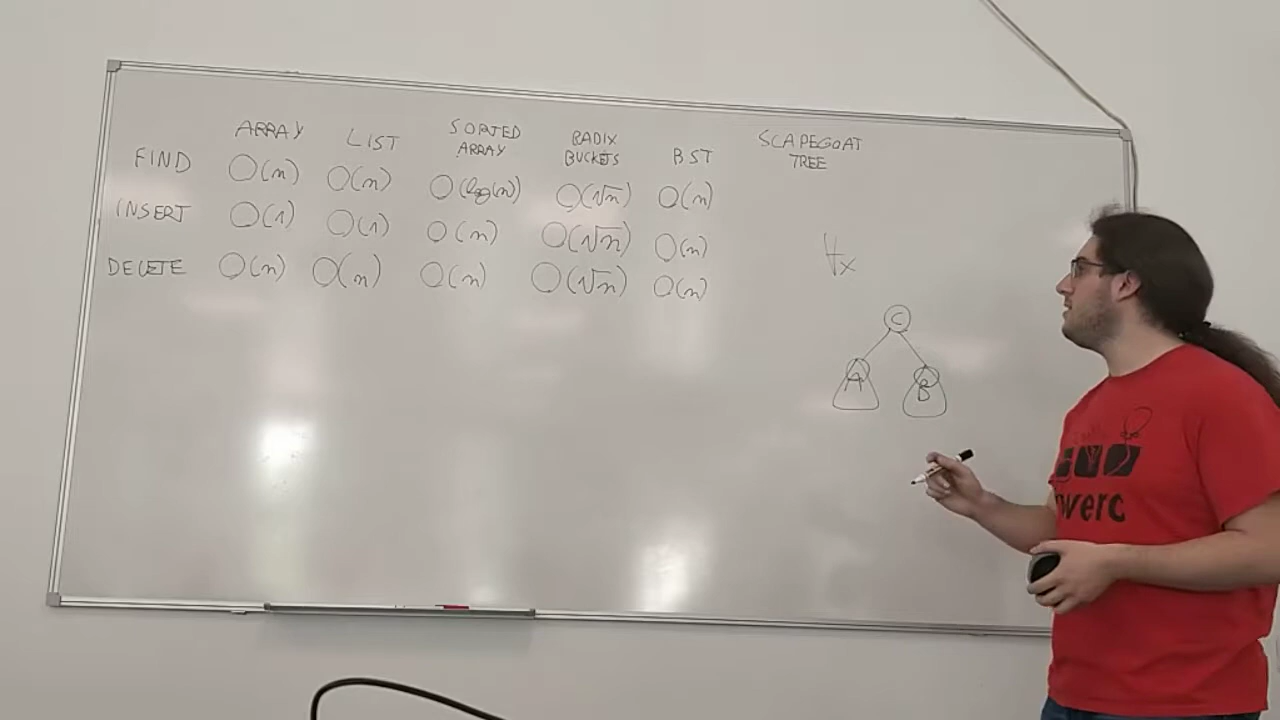 ARRAY LIST SORTED ARRAY RADIX BUCKETS BST SCAPEGOAT TREE
FIND O(n) O(n) O(log(n)) O(√n) O(n)
INSERT O(1) O(1) O(n) O(√n) O(n)
DELETE O(n) O(n) O(n) O(√n) O(n)
∀x
C
A B
werc